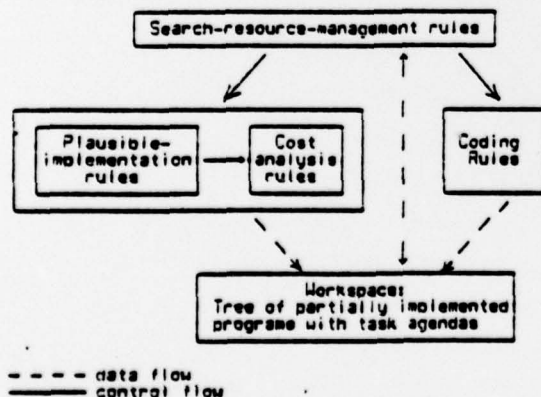 Search-resource-management rules
Plausible-
implementation
rules
Cost
analysis
rules
Coding
Rules
Workspace:
Tree of partially implemented
programs with task agendas
data flow
control flow